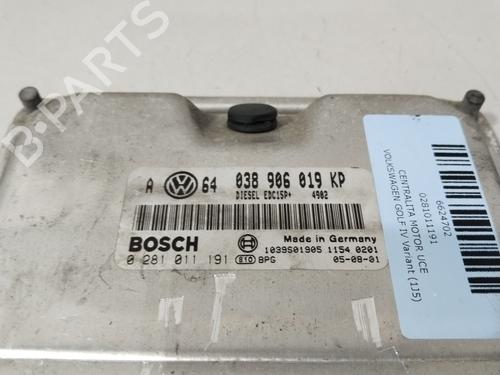 B-PARTS
A 64 038 906 019 KP
DIESEL EDC15P+ 4902
BOSCH
Made in Germany
1039S01905 1154 0201
0 281 011 191 810 BPG 05-08-01
6624702
0281011191
CENTRALITA MOTOR UCE
VOLKSWAGEN GOLF IV Variant (1J5)